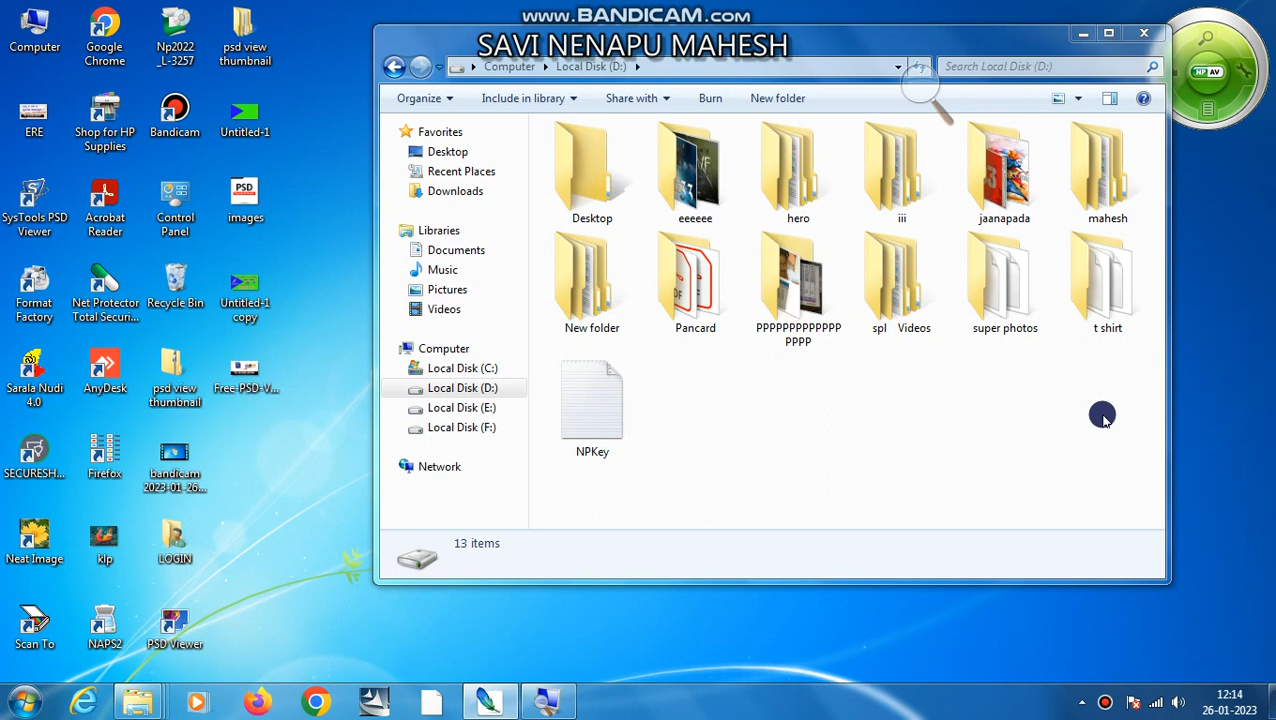 www.BANDICAM.com
SAVI NENAPU MAHESH
Computer
Google Chrome
Np2022 _L-3257
psd view thumbnail
ERE
Shop for HP Supplies
Bandicam
Untitled-1
SysTools PSD Viewer
Acrobat Reader
Control Panel
PSD
images
Format Factory
Net Protector Total Securi...
Recycle Bin
Untitled-1 copy
Sarala Nudi 4.0
AnyDesk
psd view thumbnail
Free-PSD-V...
SECURESH...
Firefox
bandicam 2023-01-26...
Neat Image
klp
LOGIN
Scan To
NAPS2
PSD Viewer
Computer
Local Disk (D:)
Search Local Disk (D:)
Organize
Include in library
Share with
Burn
New folder
Favorites
Desktop
Recent Places
Downloads
Libraries
Documents
Music
Pictures
Videos
Computer
Local Disk (C:)
Local Disk (D:)
Local Disk (E:)
Local Disk (F:)
Network
Desktop
eeeeee
hero
iii
jaanapada
mahesh
New folder
Pancard
PPPPPPPPPPPPPP
PPPP
spl Videos
super photos
t shirt
NPKey
13 items
NP AV
12:14
26-01-2023